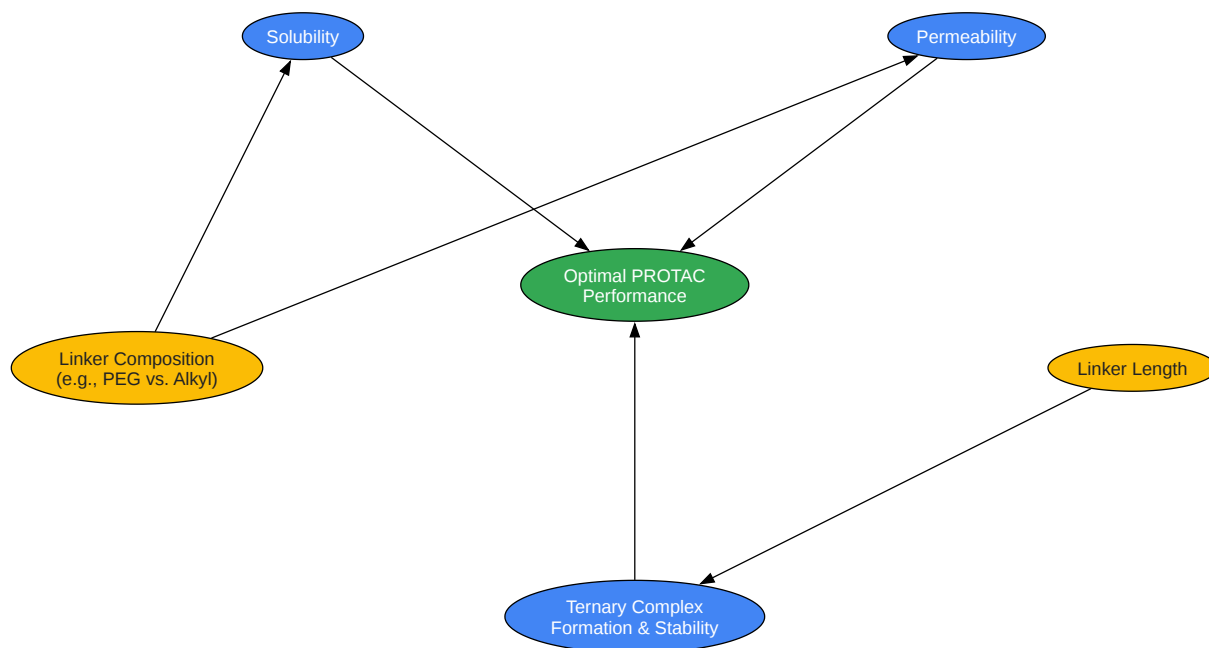 Solubility
Permeability
Optimal PROTAC
Performance
Linker Composition
(e.g., PEG vs. Alkyl)
Linker Length
Ternary Complex
Formation & Stability